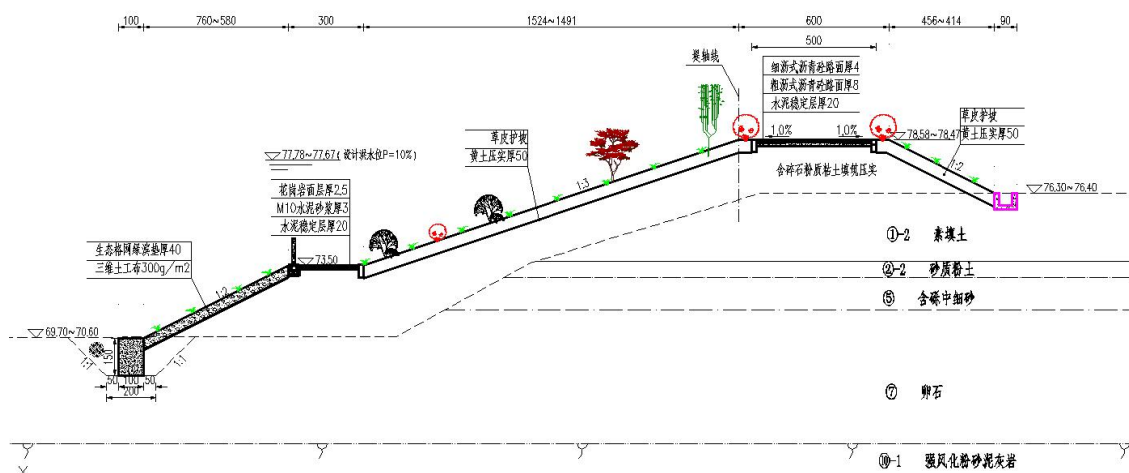 100
760~580
300
1524~1491
600
456~414
90
500
堤轴线
细沥式沥青砼路面厚4
粗沥式沥青砼路面厚8
水泥稳定层厚20
草皮护坡
黄土压实厚50
1.0%
1.0%
78.58~78.47
草皮护坡
黄土压实厚50
77.78~77.67(设计洪水位P=10%)
1:3
含碎石粉质粘土填筑压实
1:2
76.30~76.40
花岗岩面层厚2.5
M10水泥砂浆厚3
水泥稳定层厚20
生态格网绿滨垫厚40
三维土工布300g/m2
73.50
1:2
①-2 素填土
②-2 砂质粉土
⑤ 含砾中细砂
69.70~70.60
150
1:1
1:1
50
100
50
200
⑦ 卵石
⑩-1 强风化粉砂泥灰岩